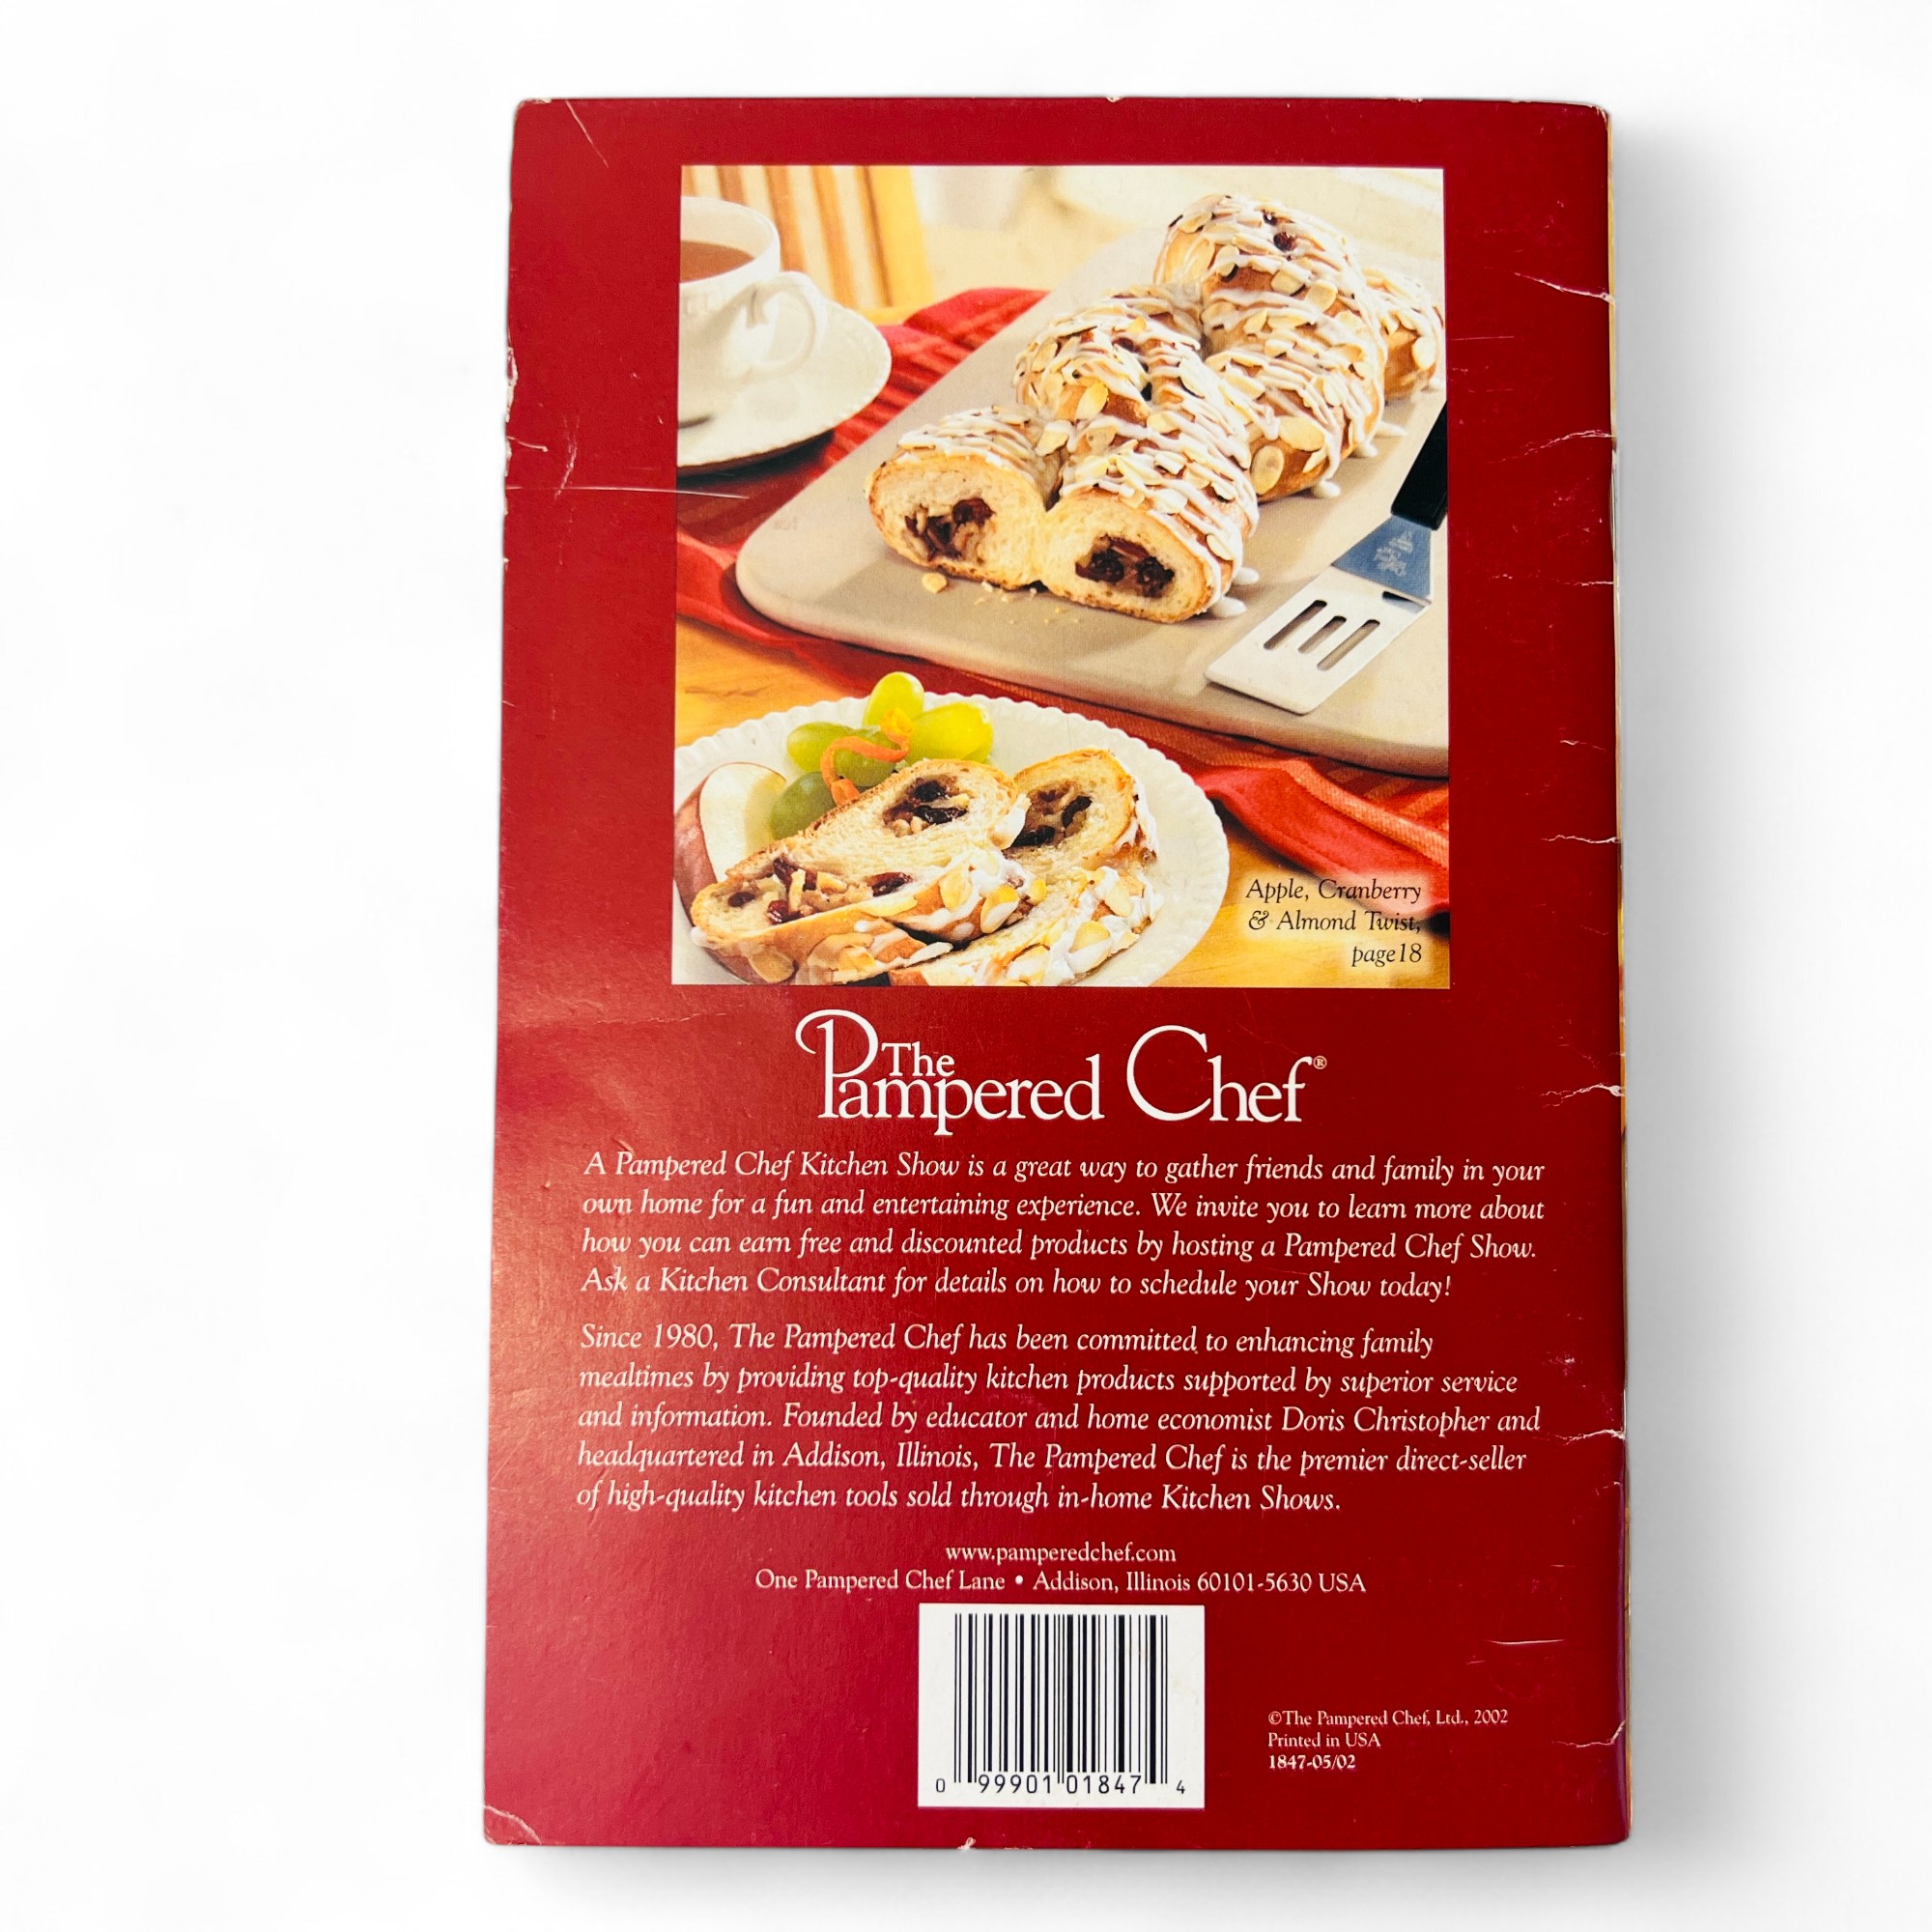 Apple, Cranberry
& Almond Twist,
page18
The
Pampered Chef®
A Pampered Chef Kitchen Show is a great way to gather friends and family in your
own home for a fun and entertaining experience. We invite you to learn more about
how you can earn free and discounted products by hosting a Pampered Chef Show.
Ask a Kitchen Consultant for details on how to schedule your Show today!
Since 1980, The Pampered Chef has been committed to enhancing family
mealtimes by providing top-quality kitchen products supported by superior service
and information. Founded by educator and home economist Doris Christopher and
headquartered in Addison, Illinois, The Pampered Chef is the premier direct-seller
of high-quality kitchen tools sold through in-home Kitchen Shows.
www.pamperedchef.com
One Pampered Chef Lane • Addison, Illinois 60101-5630 USA
0 99901 01847 4
©The Pampered Chef, Ltd., 2002
Printed in USA
1847-05/02